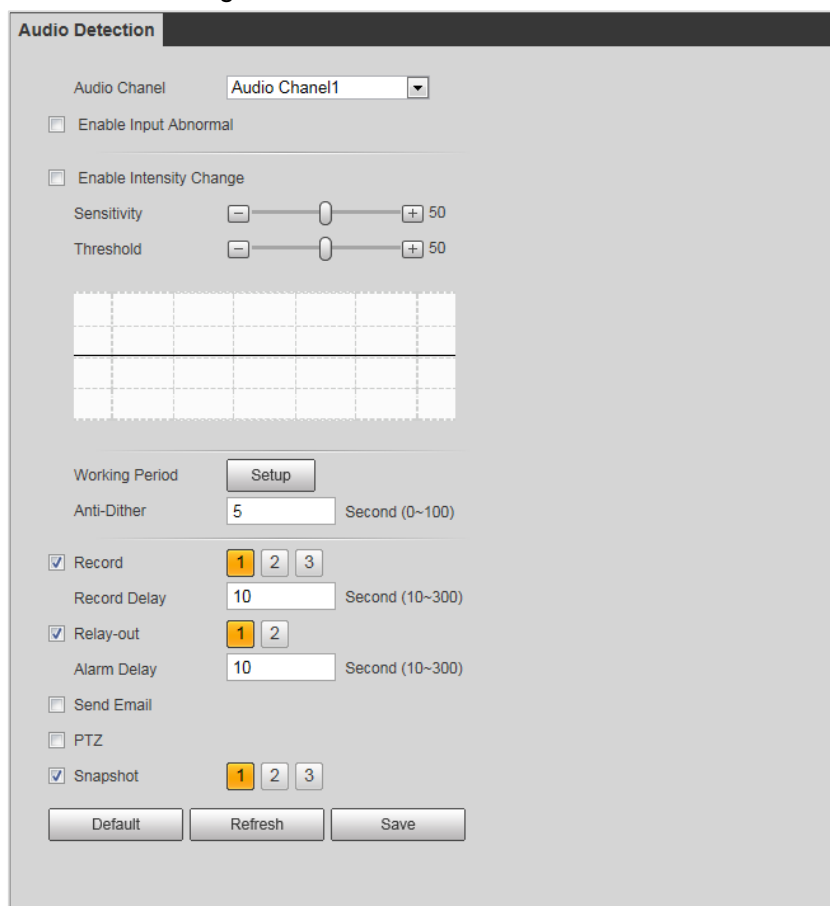 Audio Detection
Audio Chanel Audio Chanel1
Enable Input Abnormal
Enable Intensity Change
Sensitivity 50
Threshold 50
Working Period Setup
Anti-Dither 5 Second (0~100)
Record 1 2 3
Record Delay 10 Second (10~300)
Relay-out 1 2
Alarm Delay 10 Second (10~300)
Send Email
PTZ
Snapshot 1 2 3
Default Refresh Save